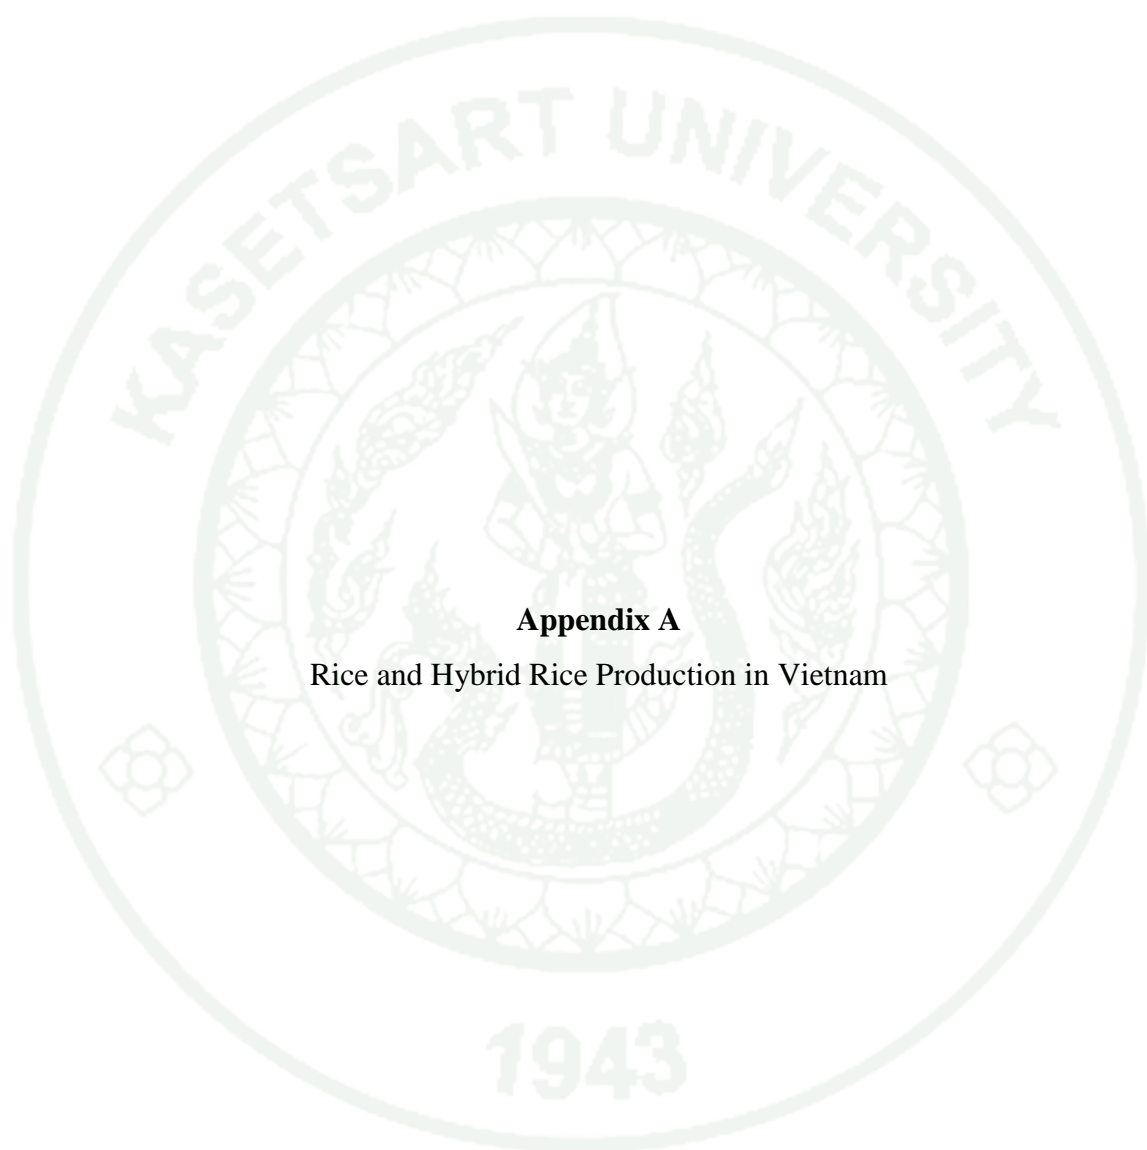 KASETSART UNIVERSITY
Appendix A
Rice and Hybrid Rice Production in Vietnam
1943